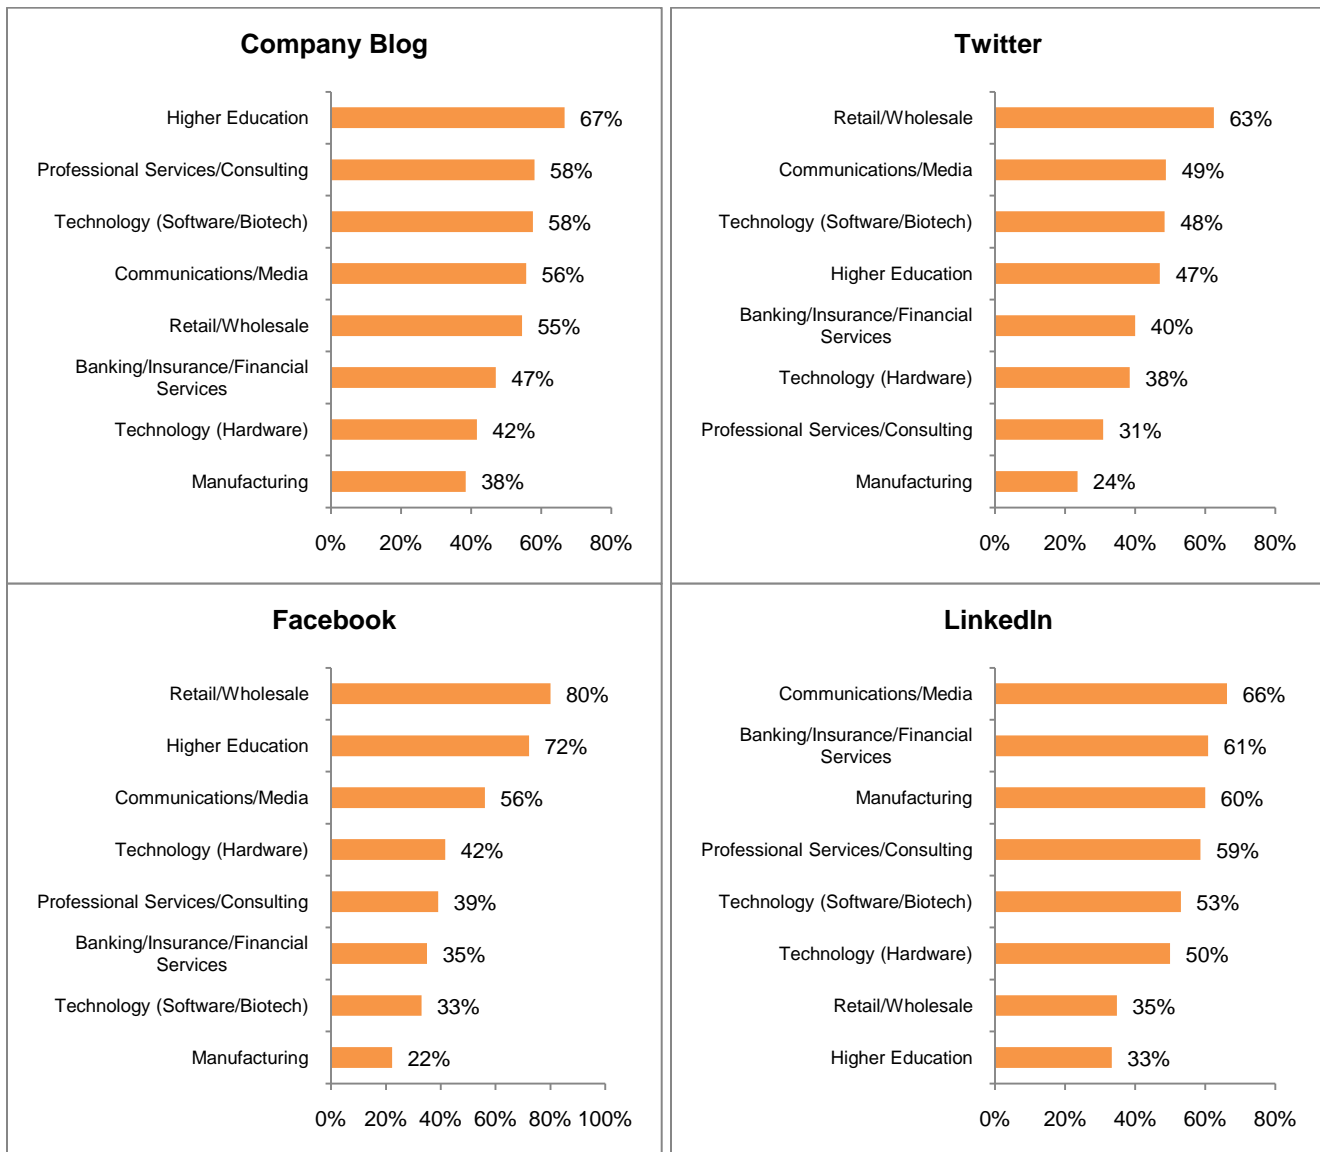 Company Blog
Higher Education 67%
Professional Services/Consulting 58%
Technology (Software/Biotech) 58%
Communications/Media 56%
Retail/Wholesale 55%
Banking/Insurance/Financial
Services 47%
Technology (Hardware) 42%
Manufacturing 38%
0% 20% 40% 60% 80%
Twitter
Retail/Wholesale 63%
Communications/Media 49%
Technology (Software/Biotech) 48%
Higher Education 47%
Banking/Insurance/Financial
Services 40%
Technology (Hardware) 38%
Professional Services/Consulting 31%
Manufacturing 24%
0% 20% 40% 60% 80%
Facebook
Retail/Wholesale 80%
Higher Education 72%
Communications/Media 56%
Technology (Hardware) 42%
Professional Services/Consulting 39%
Banking/Insurance/Financial
Services 35%
Technology (Software/Biotech) 33%
Manufacturing 22%
0% 20% 40% 60% 80% 100%
LinkedIn
Communications/Media 66%
Banking/Insurance/Financial
Services 61%
Manufacturing 60%
Professional Services/Consulting 59%
Technology (Software/Biotech) 53%
Technology (Hardware) 50%
Retail/Wholesale 35%
Higher Education 33%
0% 20% 40% 60% 80%